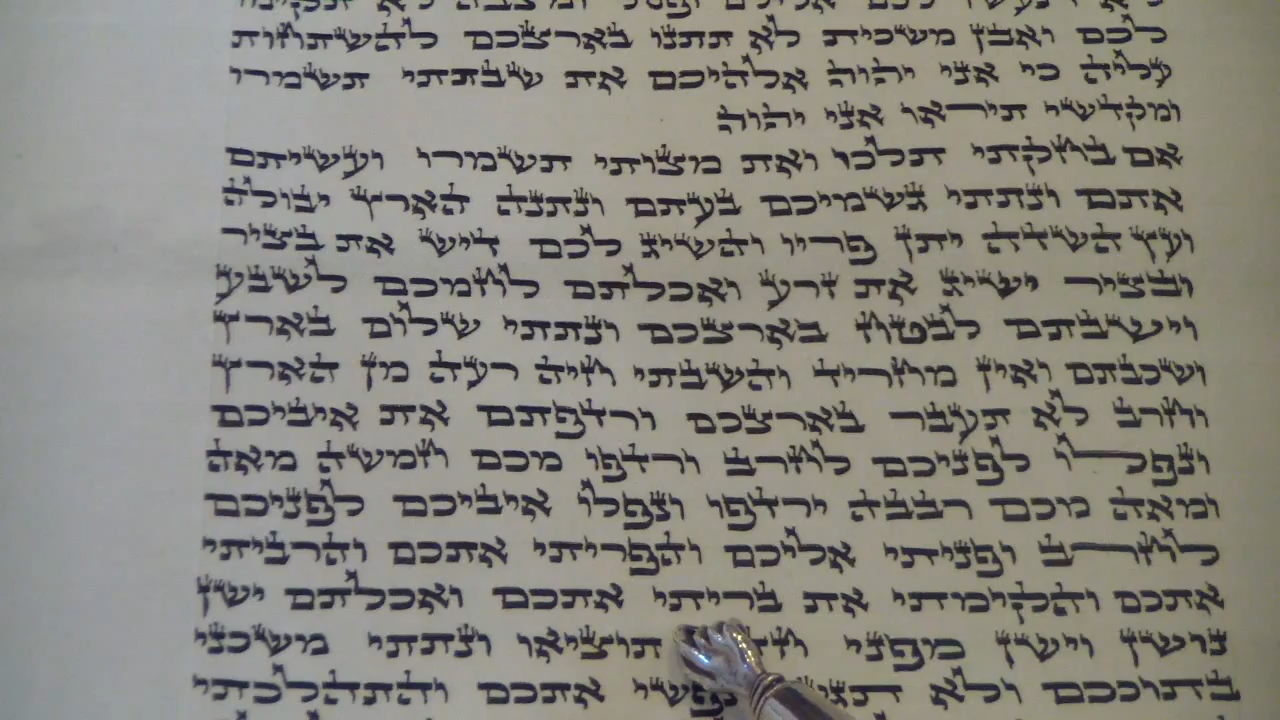 לכם ואבן משכית לא תתנו בארצכם להשתחות
עליה כי אני יהוה אלהיכם את שבתתי תשמרו
ומקדשי תיראו אני יהוה
אם בחקתי תלכו ואת מצותי תשמרו ועשיתם
אתם ונתתי גשמיכם בעתם ונתנה הארץ יבולה
ועץ השדה יתן פריו והשיג לכם דיש את בציר
ובציר ישיג את זרע ואכלתם לחמכם לשבע
וישבתם לבטח בארצכם ונתתי שלום בארץ
ושכבתם ואין מחריד והשבתי חיה רעה מן הארץ
וחרב לא תעבר בארצכם ורדפתם את איביכם
ונפלו לפניכם לחרב ורדפו מכם חמשה מאה
ומאה מכם רבבה ירדפו ונפלו איביכם לפניכם
לחרב ופניתי אליכם והפריתי אתכם והרביתי
אתכם והקימתי את בריתי אתכם ואכלתם ישן
נושן וישן מפני תוציאו ונתתי משכני
בתוככם ולא נפשי אתכם והתהלכתי